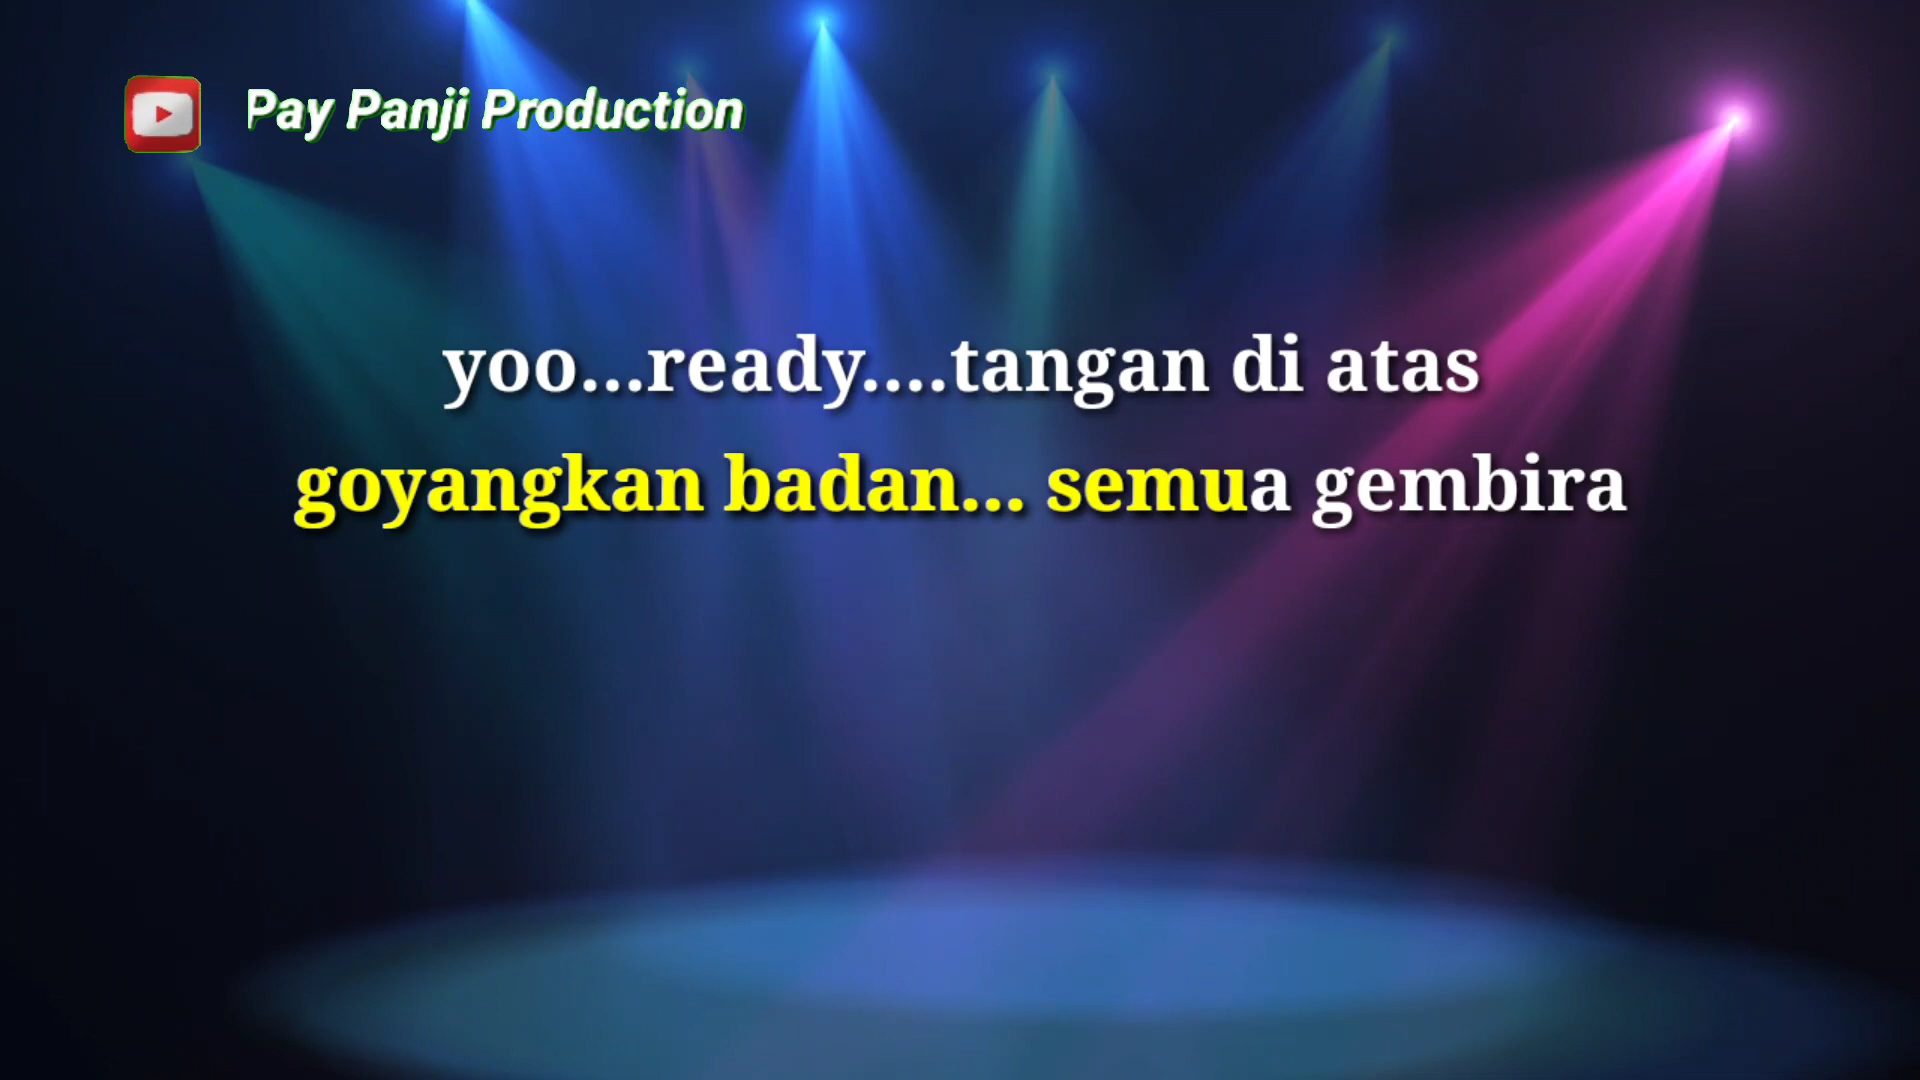 Pay Panji Production
yoo...ready....tangan di atas
goyangkan badan... semua gembira